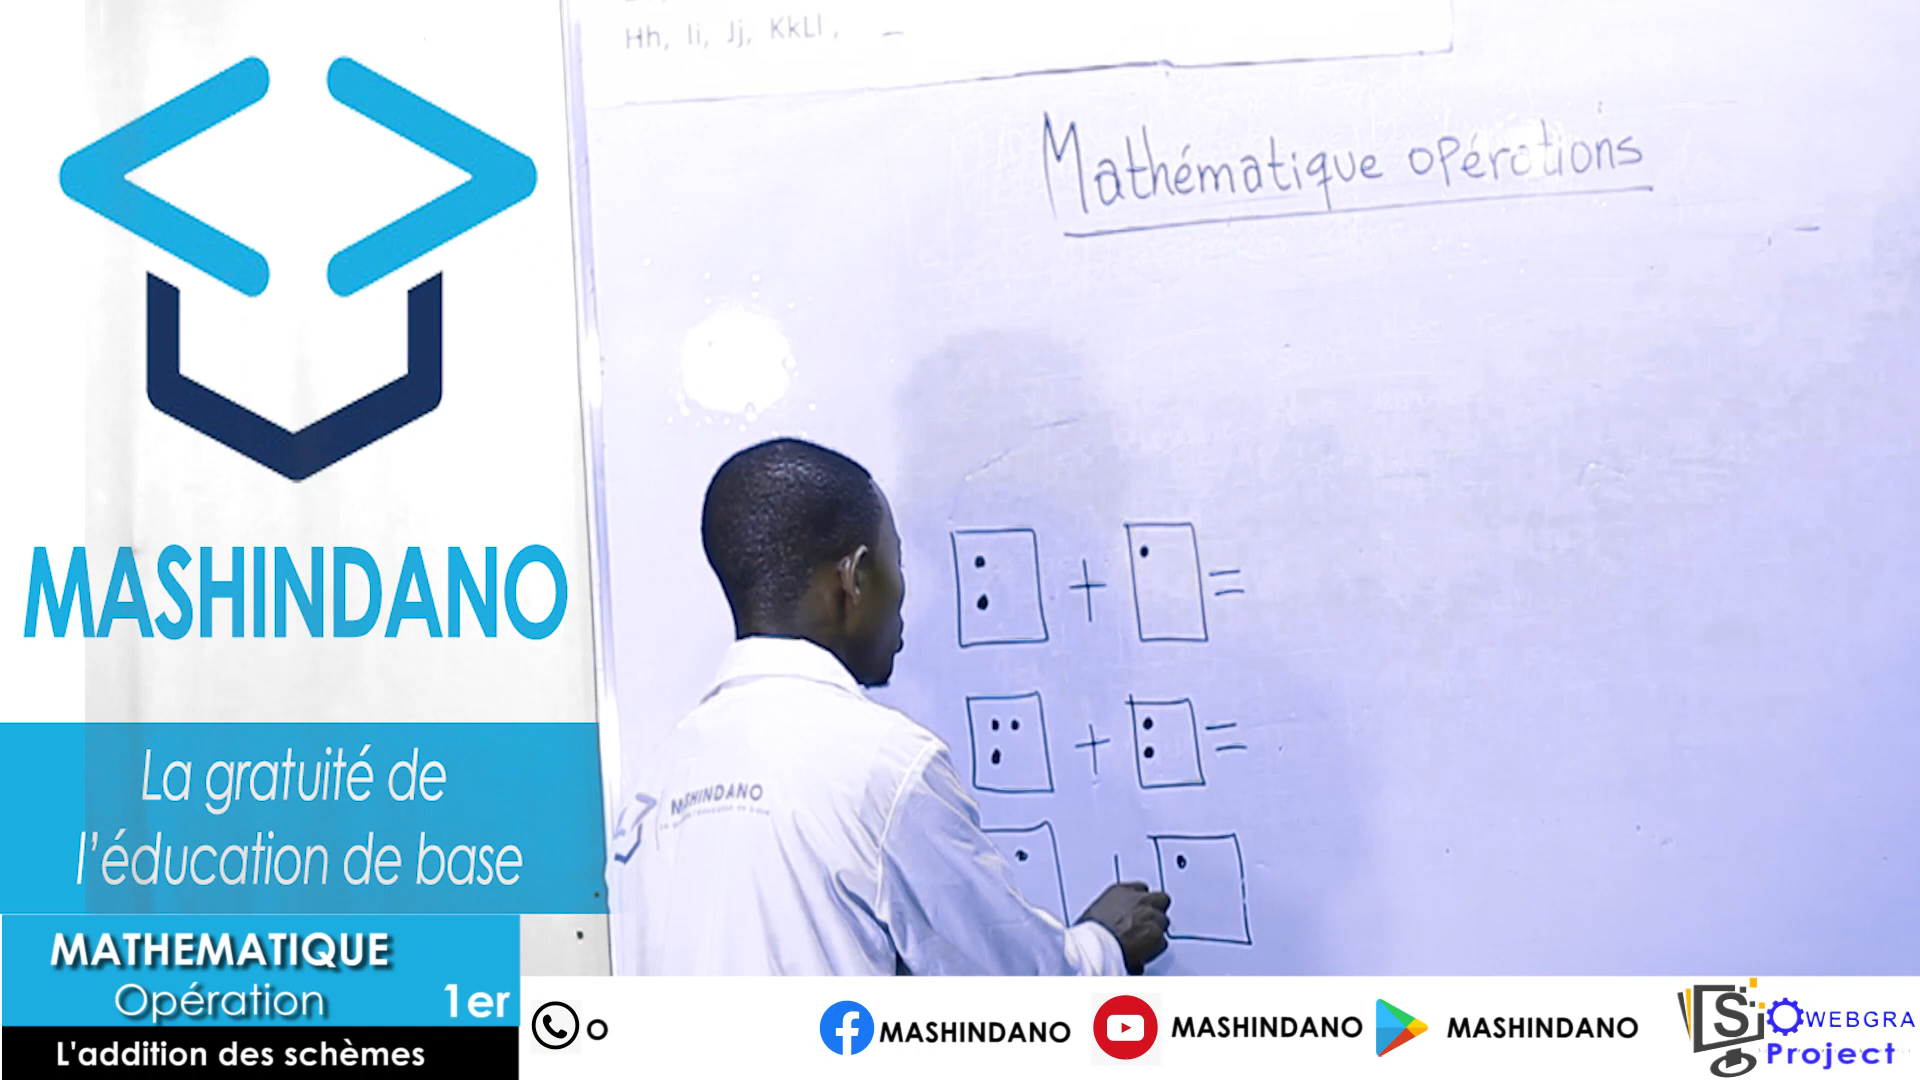 Hh, Ii, Jj, KkLl, _
Mathématique opérations
+ =
+ =
+
MASHINDANO
La gratuité de
l'éducation de base
MASHINDANO
MATHEMATIQUE
Opération 1er
L'addition des schèmes
O
MASHINDANO
MASHINDANO
MASHINDANO
WEBGRA
Project